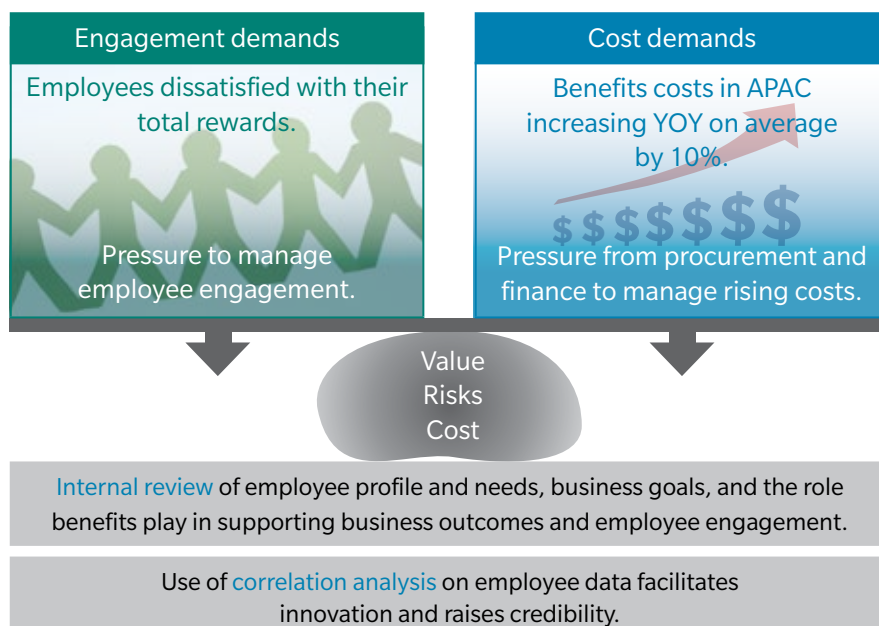 Engagement demands
Employees dissatisfied with their
total rewards.
Pressure to manage
employee engagement.
Cost demands
Benefits costs in APAC
increasing YOY on average
by 10%.
$ $ $ $ $ $ $
Pressure from procurement and
finance to manage rising costs.
Value
Risks
Cost
Internal review of employee profile and needs, business goals, and the role
benefits play in supporting business outcomes and employee engagement.
Use of correlation analysis on employee data facilitates
innovation and raises credibility.